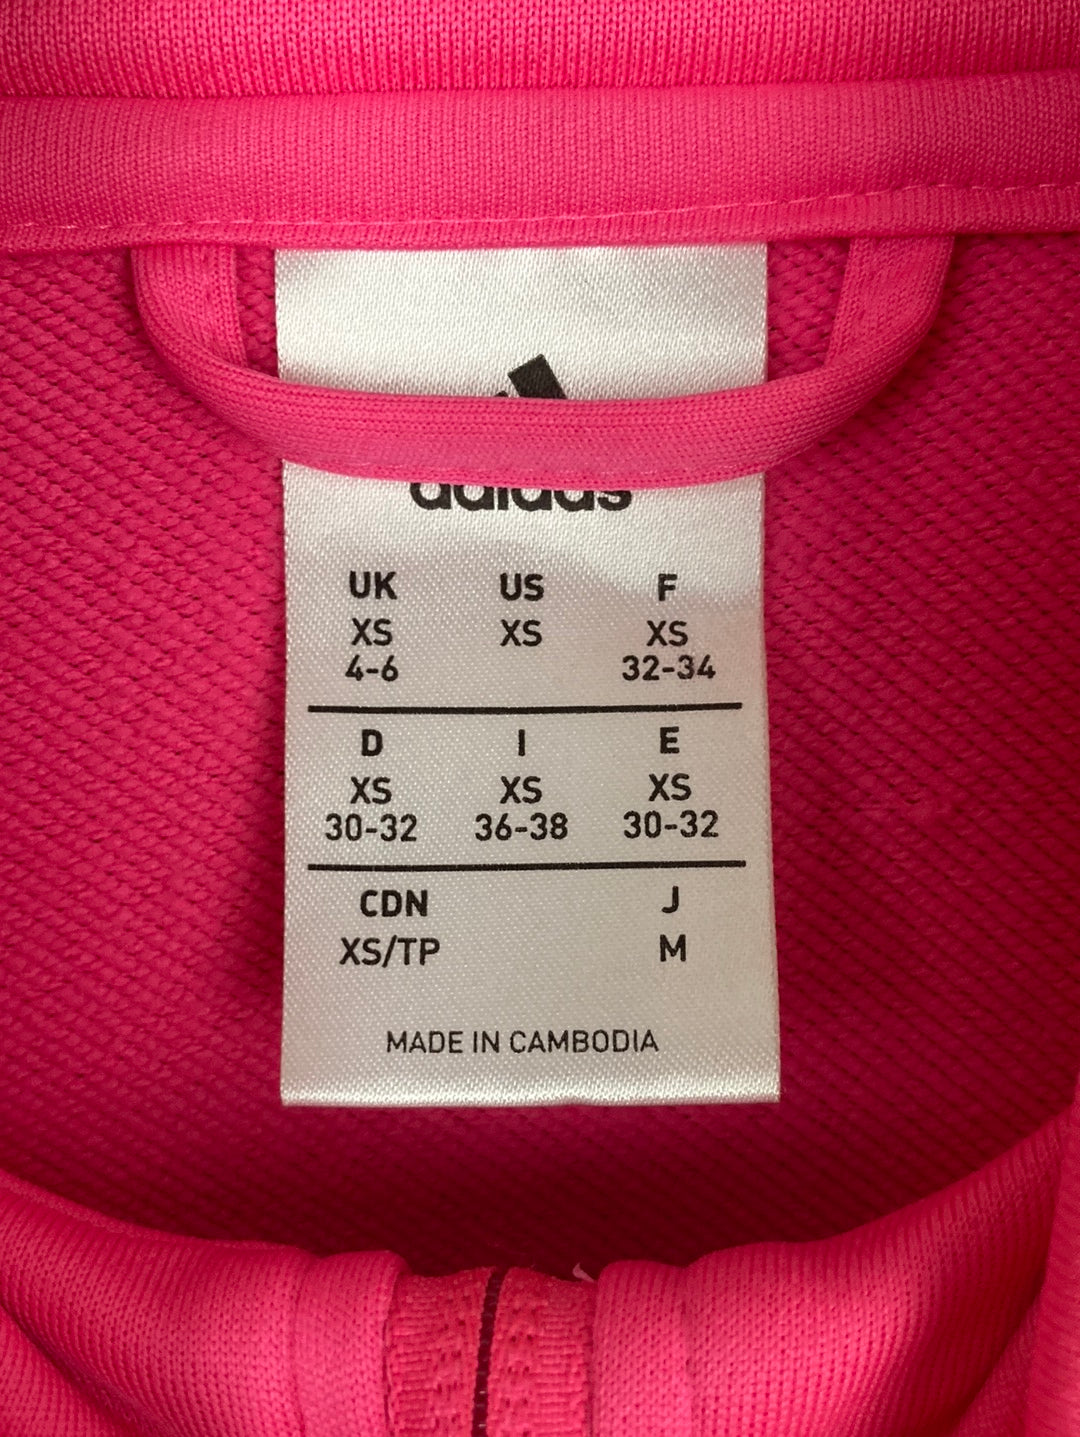 adidas
UK US F
XS XS XS
4-6 32-34
D I E
XS XS XS
30-32 36-38 30-32
CDN J
XS/TP M
MADE IN CAMBODIA